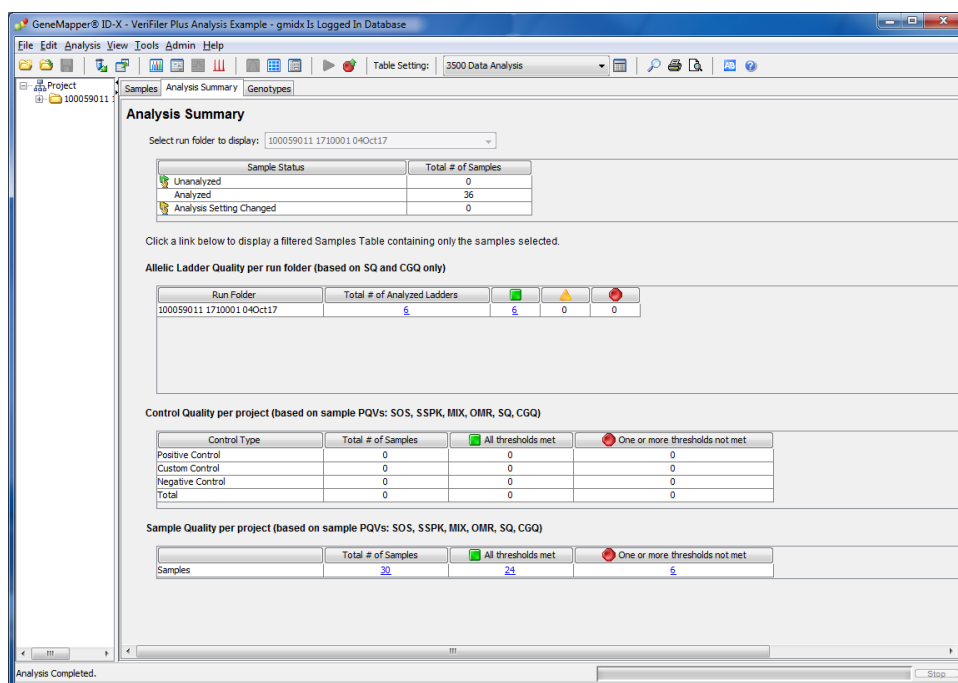 GeneMapper® ID-X - VeriFiler Plus Analysis Example - gmidx Is Logged In Database
File Edit Analysis View Tools Admin Help
Table Setting: 3500 Data Analysis
Project
100059011 1
Samples Analysis Summary Genotypes
Analysis Summary
Select run folder to display: 100059011 1710001 04Oct17
Sample Status Total # of Samples
Unanalyzed 0
Analyzed 36
Analysis Setting Changed 0
Click a link below to display a filtered Samples Table containing only the samples selected.
Allelic Ladder Quality per run folder (based on SQ and CGQ only)
Run Folder Total # of Analyzed Ladders
100059011 1710001 04Oct17 6 6 0 0
Control Quality per project (based on sample PQVs: SOS, SSPK, MIX, OMR, SQ, CGQ)
Control Type Total # of Samples All thresholds met One or more thresholds not met
Positive Control 0 0 0
Custom Control 0 0 0
Negative Control 0 0 0
Total 0 0 0
Sample Quality per project (based on sample PQVs: SOS, SSPK, MIX, OMR, SQ, CGQ)
Total # of Samples All thresholds met One or more thresholds not met
Samples 30 24 6
Analysis Completed. Stop